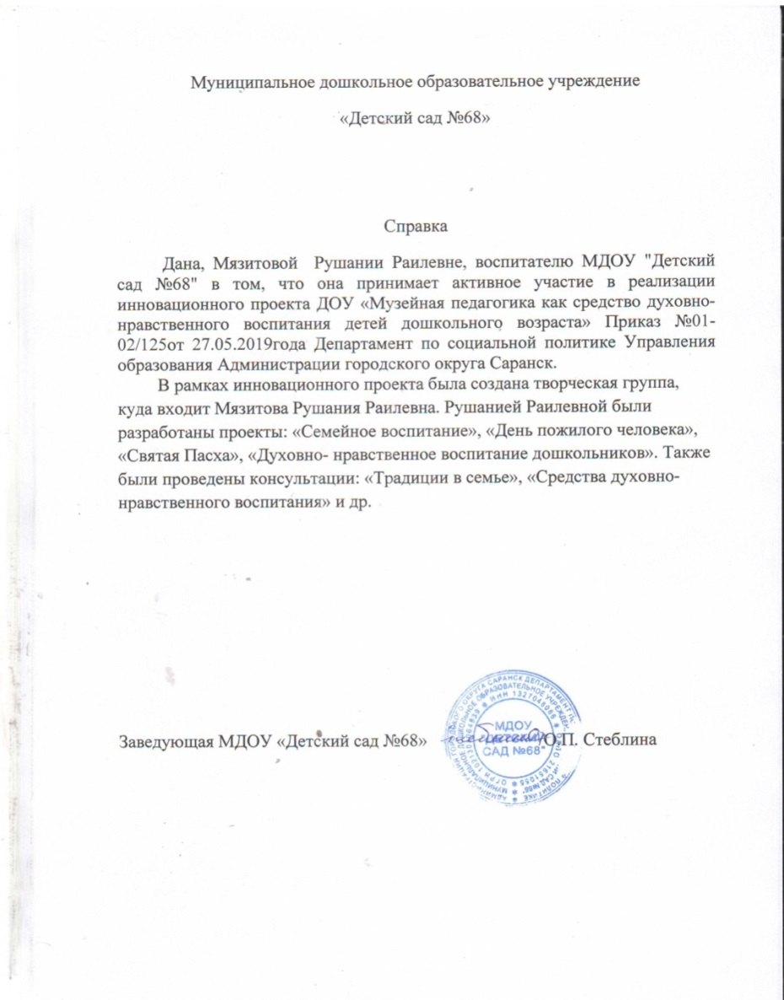 Муниципальное дошкольное образовательное учреждение
«Детский сад №68»
Справка
Дана, Мязитовой Рушании Раилевне, воспитателю МДОУ "Детский
сад №68" в том, что она принимает активное участие в реализации
инновационного проекта ДОУ «Музейная педагогика как средство духовно-
нравственного воспитания детей дошкольного возраста» Приказ №01-
02/125от 27.05.2019года Департамент по социальной политике Управления
образования Администрации городского округа Саранск.
В рамках инновационного проекта была создана творческая группа,
куда входит Мязитова Рушания Раилевна. Рушанией Раилевной были
разработаны проекты: «Семейное воспитание», «День пожилого человека»,
«Святая Пасха», «Духовно- нравственное воспитание дошкольников». Также
были проведены консультации: «Традиции в семье», «Средства духовно-
нравственного воспитания» и др.
Заведующая МДОУ «Детский сад №68» Ю.П. Стеблина
МДОУ
САД №68"